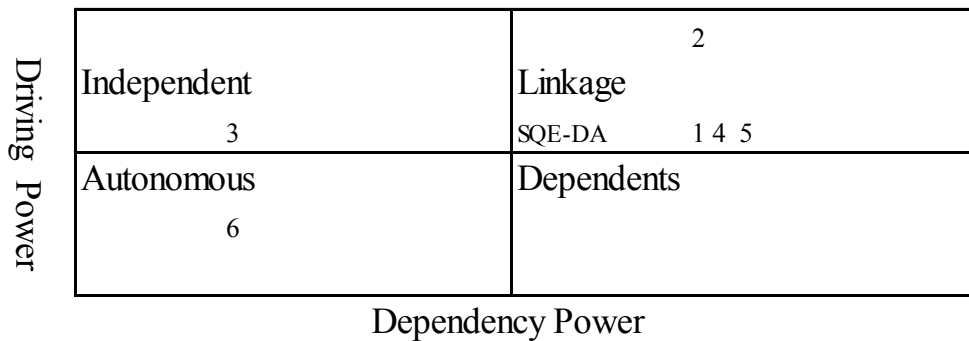 Driving Power
2
Independent
Linkage
3
SQE-DA 1 4 5
Autonomous
Dependents
6
Dependency Power